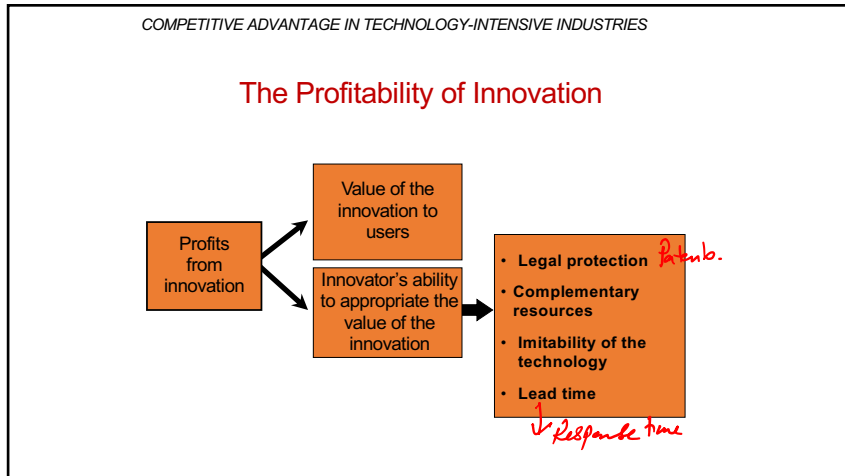 COMPETITIVE ADVANTAGE IN TECHNOLOGY-INTENSIVE INDUSTRIES
The Profitability of Innovation
Profits
from
innovation
Value of the
innovation to
users
Innovator's ability
to appropriate the
value of the
innovation
• Legal protection
• Complementary
resources
• Imitability of the
technology
• Lead time
↓ Response time